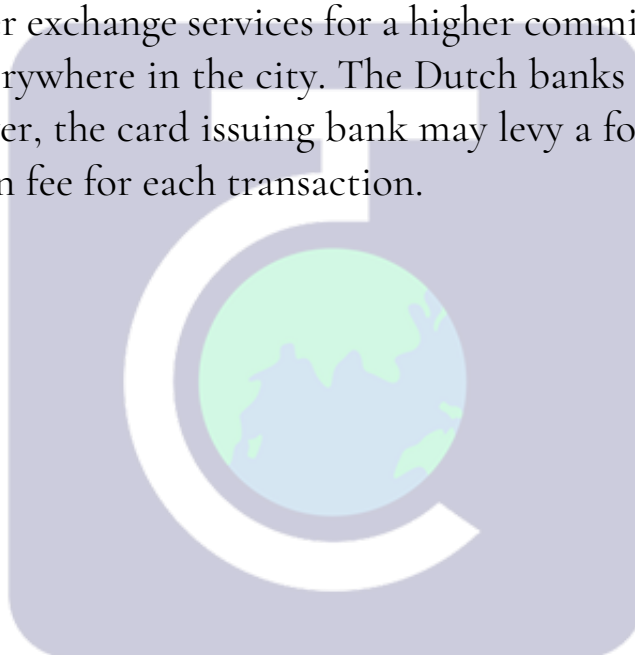 r exchange services for a higher commi
rywhere in the city. The Dutch banks
er, the card issuing bank may levy a fo
n fee for each transaction.